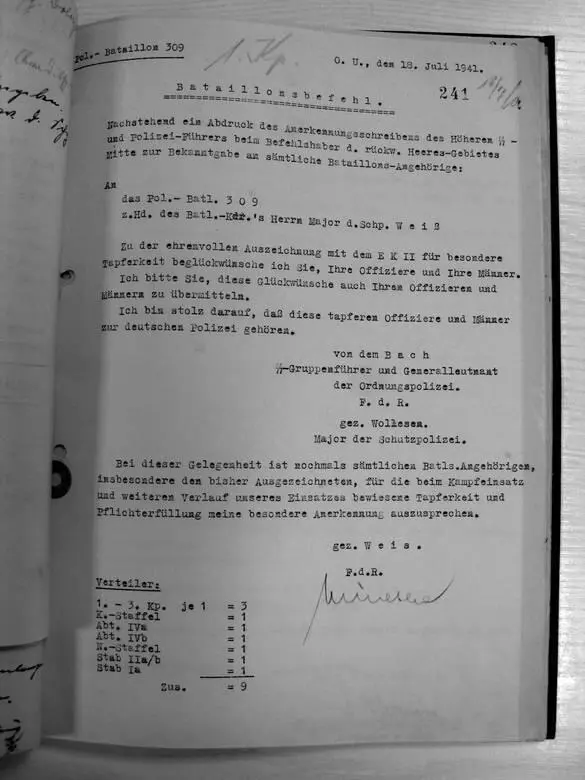 Pol.- Bataillon 309
1. Kp.
O. U., den 18. Juli 1941.
241
Bataillonsbefehl.
Nachstehend ein Abdruck des Anerkennungsschreibens des Höheren ᛋᛋ-
und Polizei-Führers beim Befehlshaber d. rückw. Heeres-Gebietes
Mitte zur Bekanntgabe an sämtliche Bataillons-Angehörige:
An
das Pol.- Batl. 3 0 9
z.Hd. des Batl.-Kdr.'s Herrn Major d.Schp. W e i ß
Zu der ehrenvollen Auszeichnung mit dem E K II für besondere
Tapferkeit beglückwünsche ich Sie, Ihre Offiziere und Ihre Männer.
Ich bitte Sie, diese Glückwünsche auch Ihren Offizieren und
Männern zu übermitteln.
Ich bin stolz darauf, daß diese tapferen Offiziere und Männer
zur deutschen Polizei gehören.
von dem B a c h
ᛋᛋ-Gruppenführer und Generalleutnant
der Ordnungspolizei.
F. d. R.
gez. Wollesen.
Major der Schutzpolizei.
Bei dieser Gelegenheit ist nochmals sämtlichen Batls.Angehörigen,
insbesondere den bisher Ausgezeichneten, für die beim Kampfeinsatz
und weiteren Verlauf unseres Einsatzes bewiesene Tapferkeit und
Pflichterfüllung meine besondere Anerkennung auszusprechen.
gez. W e i s .
F.d.R.
Verteiler:
1. - 3. Kp. je 1 = 3
K.-Staffel = 1
Abt. IVa = 1
Abt. IVb = 1
N.-Staffel = 1
Stab IIa/b = 1
Stab Ia = 1
Zus. = 9